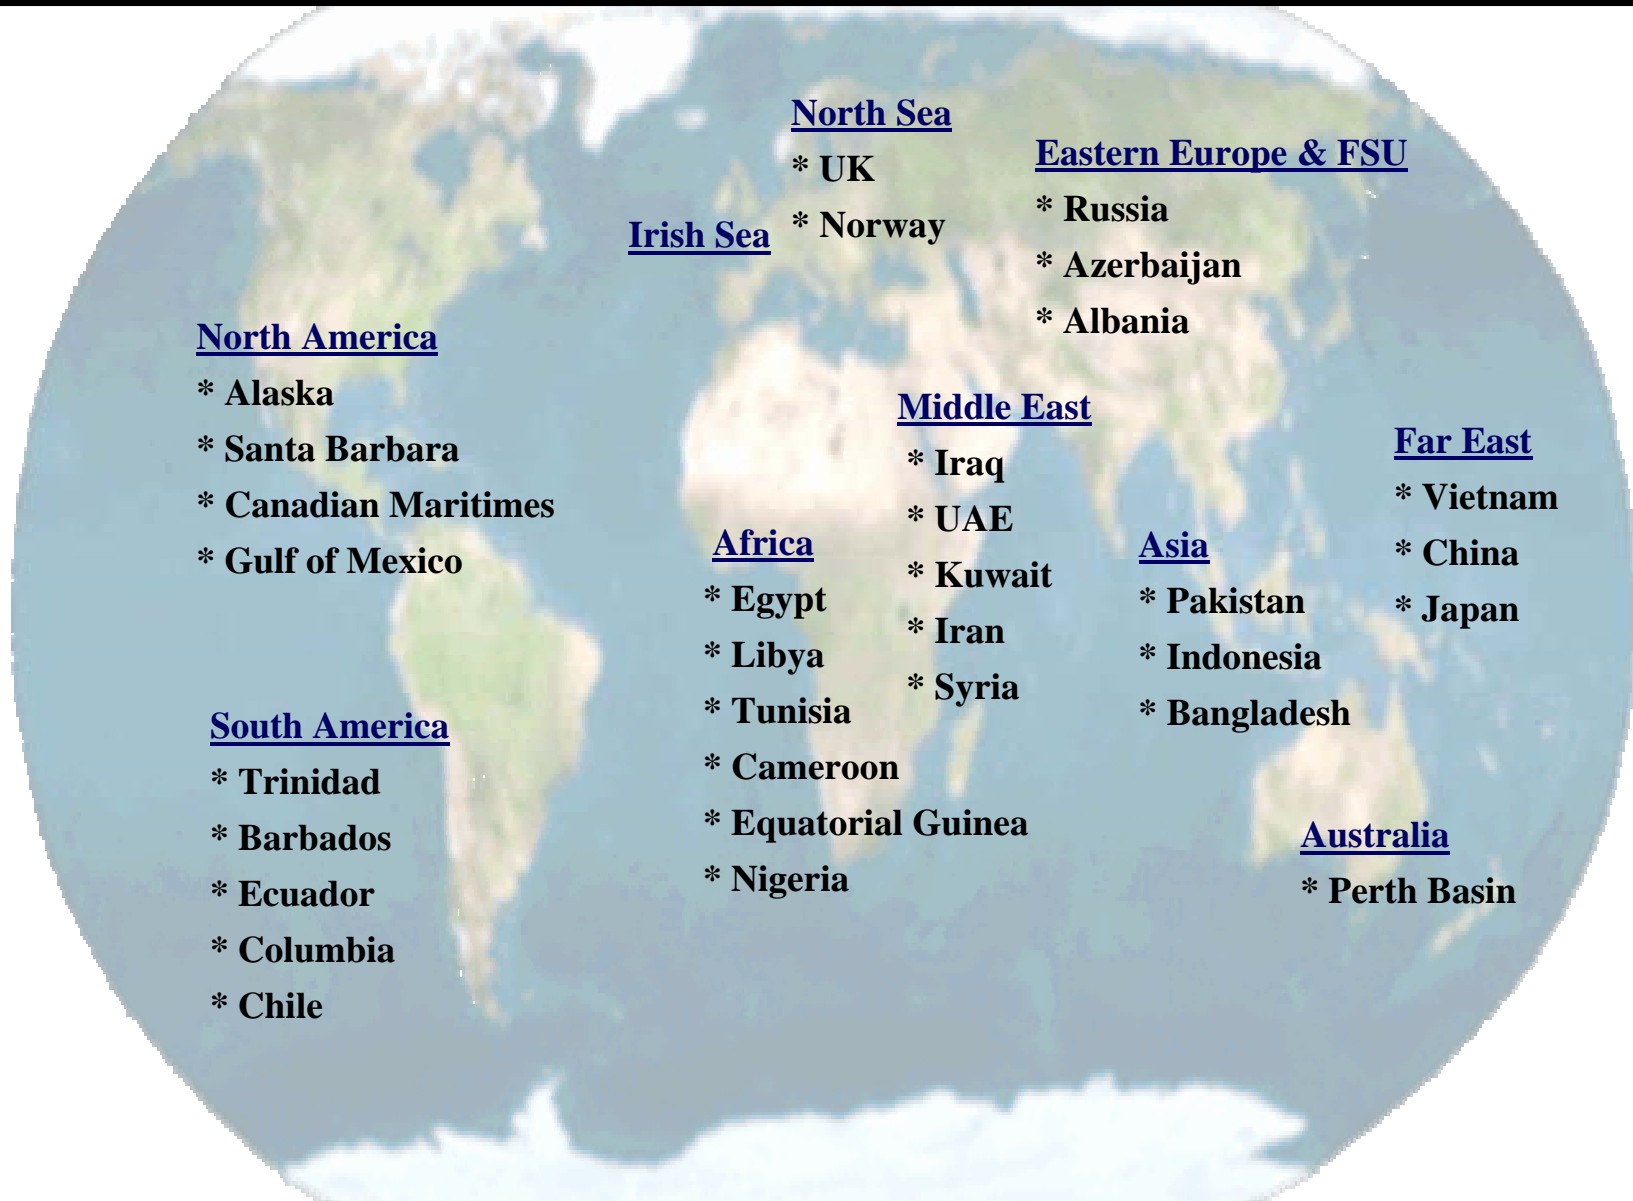 North Sea
* UK
* Norway
Eastern Europe & FSU
* Russia
* Azerbaijan
* Albania
Irish Sea
North America
* Alaska
* Santa Barbara
* Canadian Maritimes
* Gulf of Mexico
Middle East
* Iraq
* UAE
* Kuwait
* Iran
* Syria
Far East
* Vietnam
* China
* Japan
Africa
* Egypt
* Libya
* Tunisia
* Cameroon
* Equatorial Guinea
* Nigeria
Asia
* Pakistan
* Indonesia
* Bangladesh
South America
* Trinidad
* Barbados
* Ecuador
* Columbia
* Chile
Australia
* Perth Basin